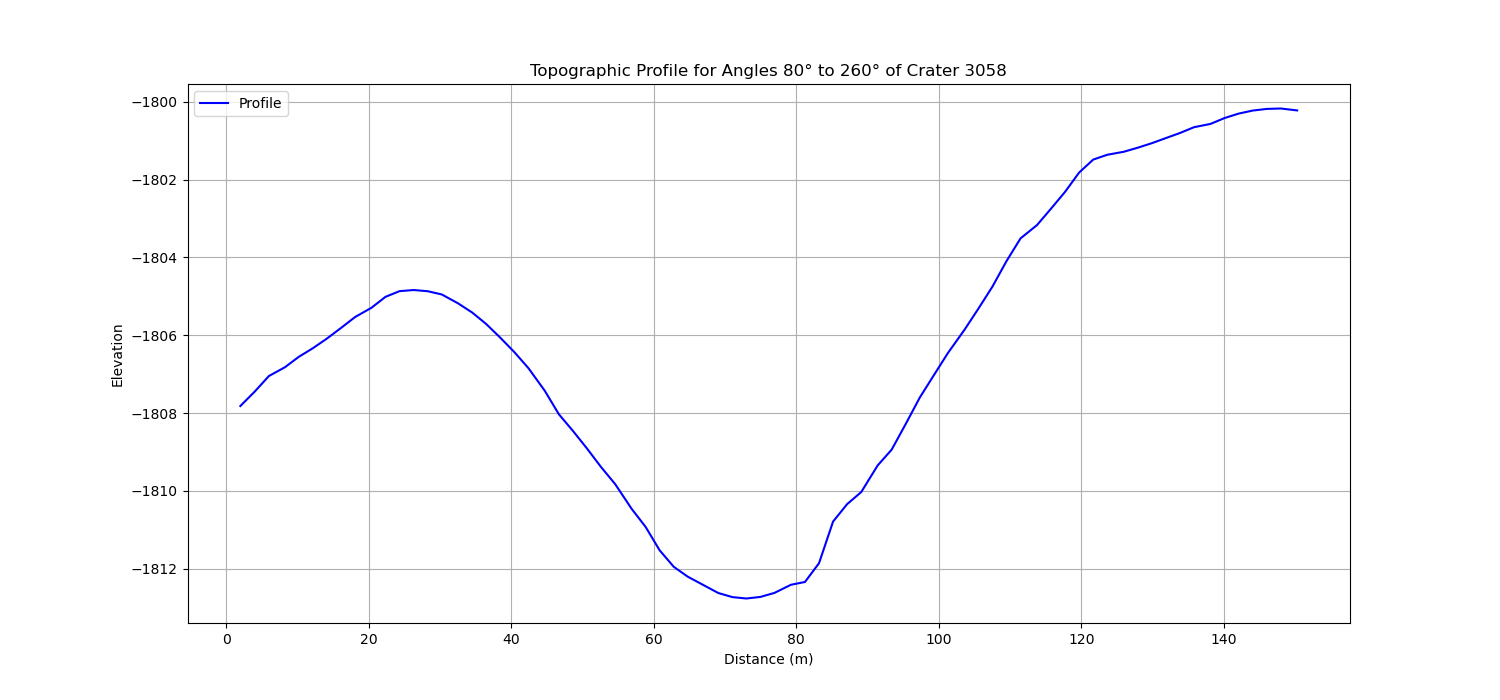 Topographic Profile for Angles 80° to 260° of Crater 3058
Profile
−1800
−1802
−1804
−1806
−1808
−1810
−1812
Elevation
0 20 40 60 80 100 120 140
Distance (m)